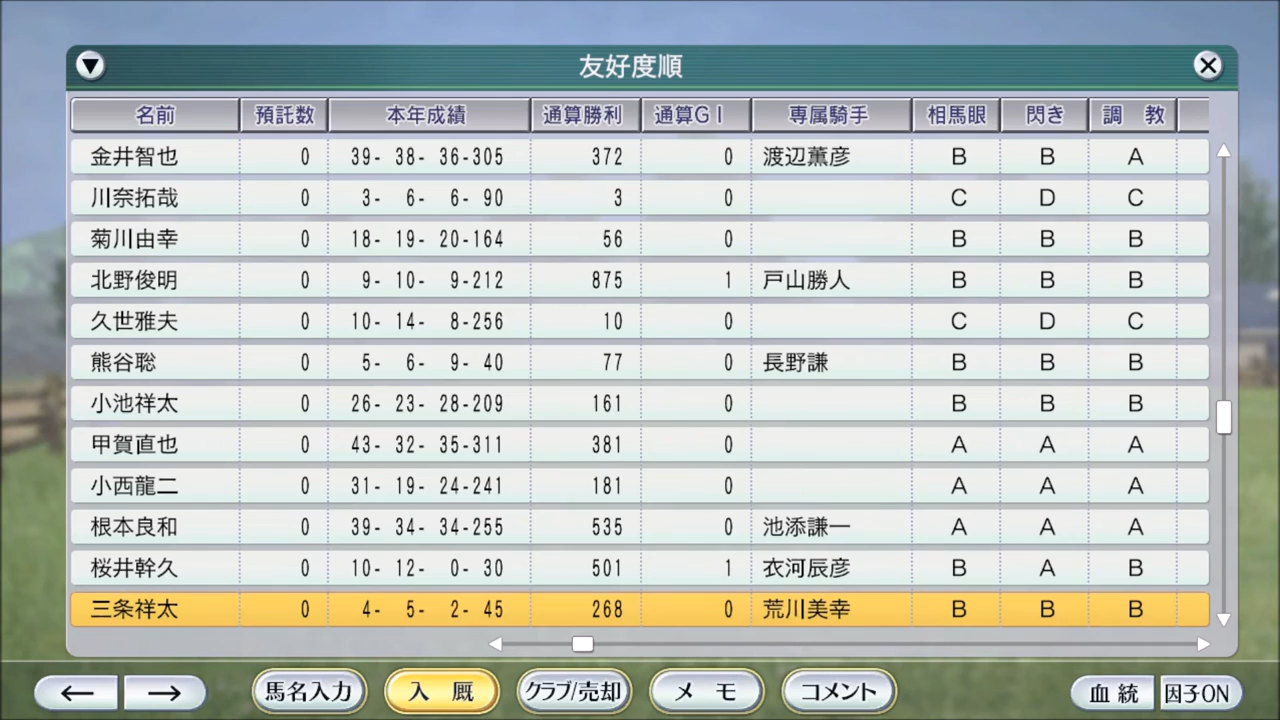 友好度順
名前 預託数 本年成績 通算勝利 通算GⅠ 専属騎手 相馬眼 閃き 調 教
金井智也 0 39- 38- 36-305 372 0 渡辺薫彦 B B A
川奈拓哉 0 3- 6- 6- 90 3 0 C D C
菊川由幸 0 18- 19- 20-164 56 0 B B B
北野俊明 0 9- 10- 9-212 875 1 戸山勝人 B B B
久世雅夫 0 10- 14- 8-256 10 0 C D C
熊谷聡 0 5- 6- 9- 40 77 0 長野謙 B B B
小池祥太 0 26- 23- 28-209 161 0 B B B
甲賀直也 0 43- 32- 35-311 381 0 A A A
小西龍二 0 31- 19- 24-241 181 0 A A A
根本良和 0 39- 34- 34-255 535 0 池添謙一 A A A
桜井幹久 0 10- 12- 0- 30 501 1 衣河辰彦 B A B
三条祥太 0 4- 5- 2- 45 268 0 荒川美幸 B B B
← → 馬名入力 入 厩 クラブ/売却 メ モ コメント 血 統 因子ON